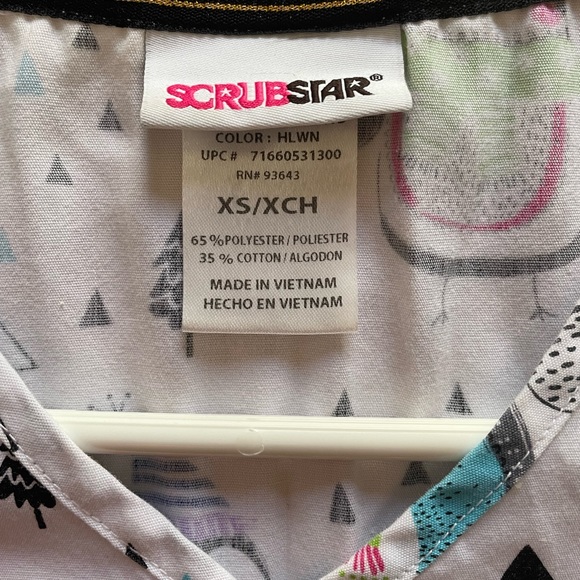 SCRUBSTAR®
COLOR : HLWN
UPC # 71660531300
RN# 93643
XS/XCH
65 % POLYESTER / POLIESTER
35 % COTTON / ALGODON
MADE IN VIETNAM
HECHO EN VIETNAM